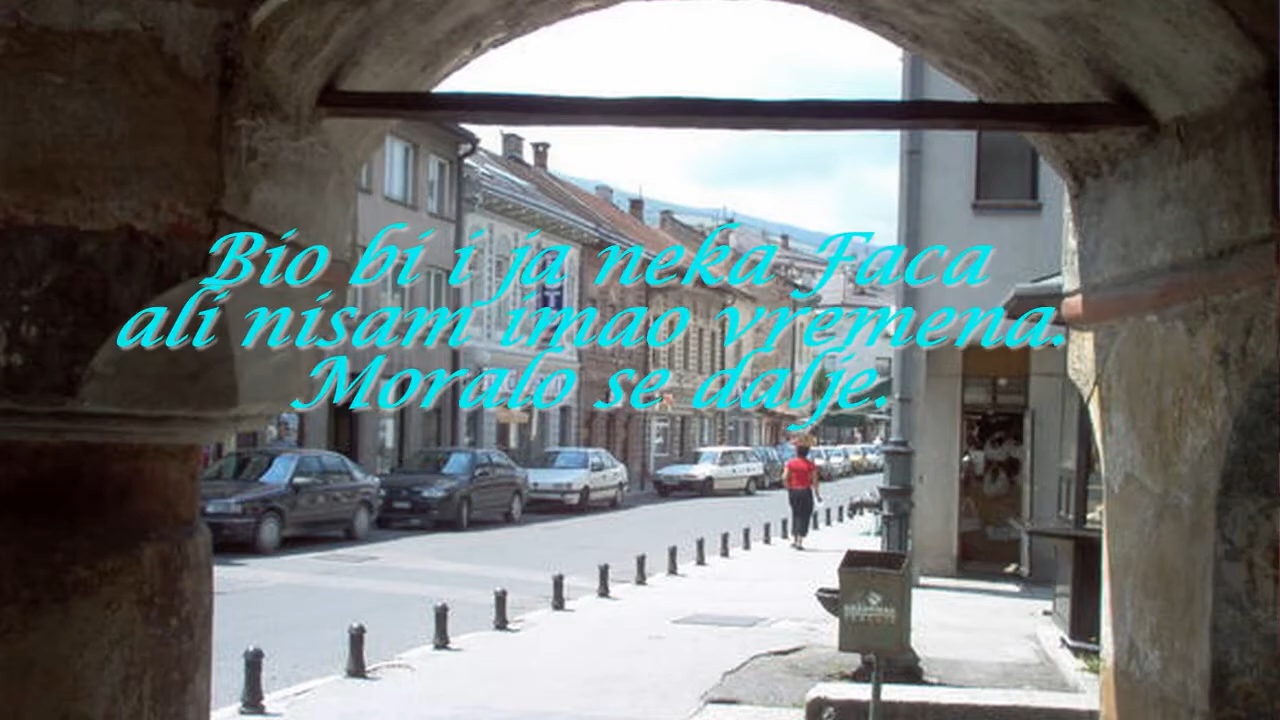 Bio bi i ja neka Faca
ali nisam imao vremena.
Moralo se dalje.
T